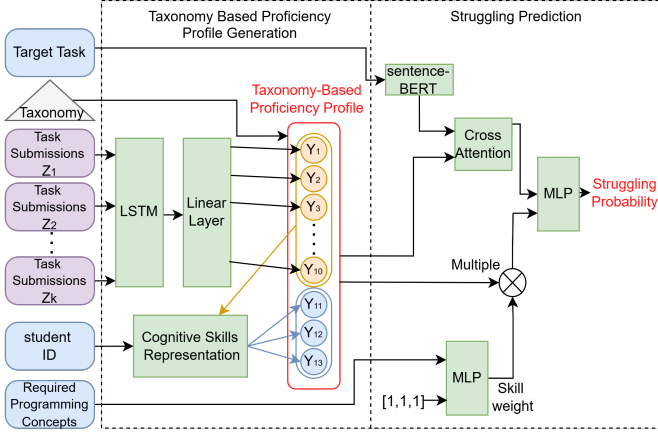 Taxonomy Based Proficiency
Profile Generation
Struggling Prediction
Target Task
Taxonomy
Task
Submissions
Z1
Task
Submissions
Z2
Task
Submissions
Zk
student
ID
Required
Programming
Concepts
LSTM
Linear
Layer
Cognitive Skills
Representation
Taxonomy-Based
Proficiency Profile
Y1
Y2
Y3
Y10
Y11
Y12
Y13
sentence-
BERT
Cross
Attention
MLP
Struggling
Probability
Multiple
MLP
[1,1,1]
Skill
weight